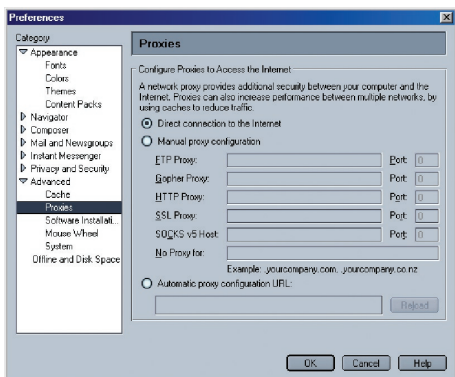 Preferences
Category
Appearance
Fonts
Colors
Themes
Content Packs
Navigator
Composer
Mail and Newsgroups
Instant Messenger
Privacy and Security
Advanced
Cache
Proxies
Software Installati...
Mouse Wheel
System
Offline and Disk Space
Proxies
Configure Proxies to Access the Internet
A network proxy provides additional security between your computer and the
Internet. Proxies can also increase performance between multiple networks, by
using caches to reduce traffic.
Direct connection to the Internet
Manual proxy configuration
FTP Proxy: Port: 0
Gopher Proxy: Port: 0
HTTP Proxy: Port: 0
SSL Proxy: Port: 0
SOCKS v5 Host: Port: 0
No Proxy for:
Example: .yourcompany.com, .yourcompany.co.nz
Automatic proxy configuration URL:
Reload
OK Cancel Help